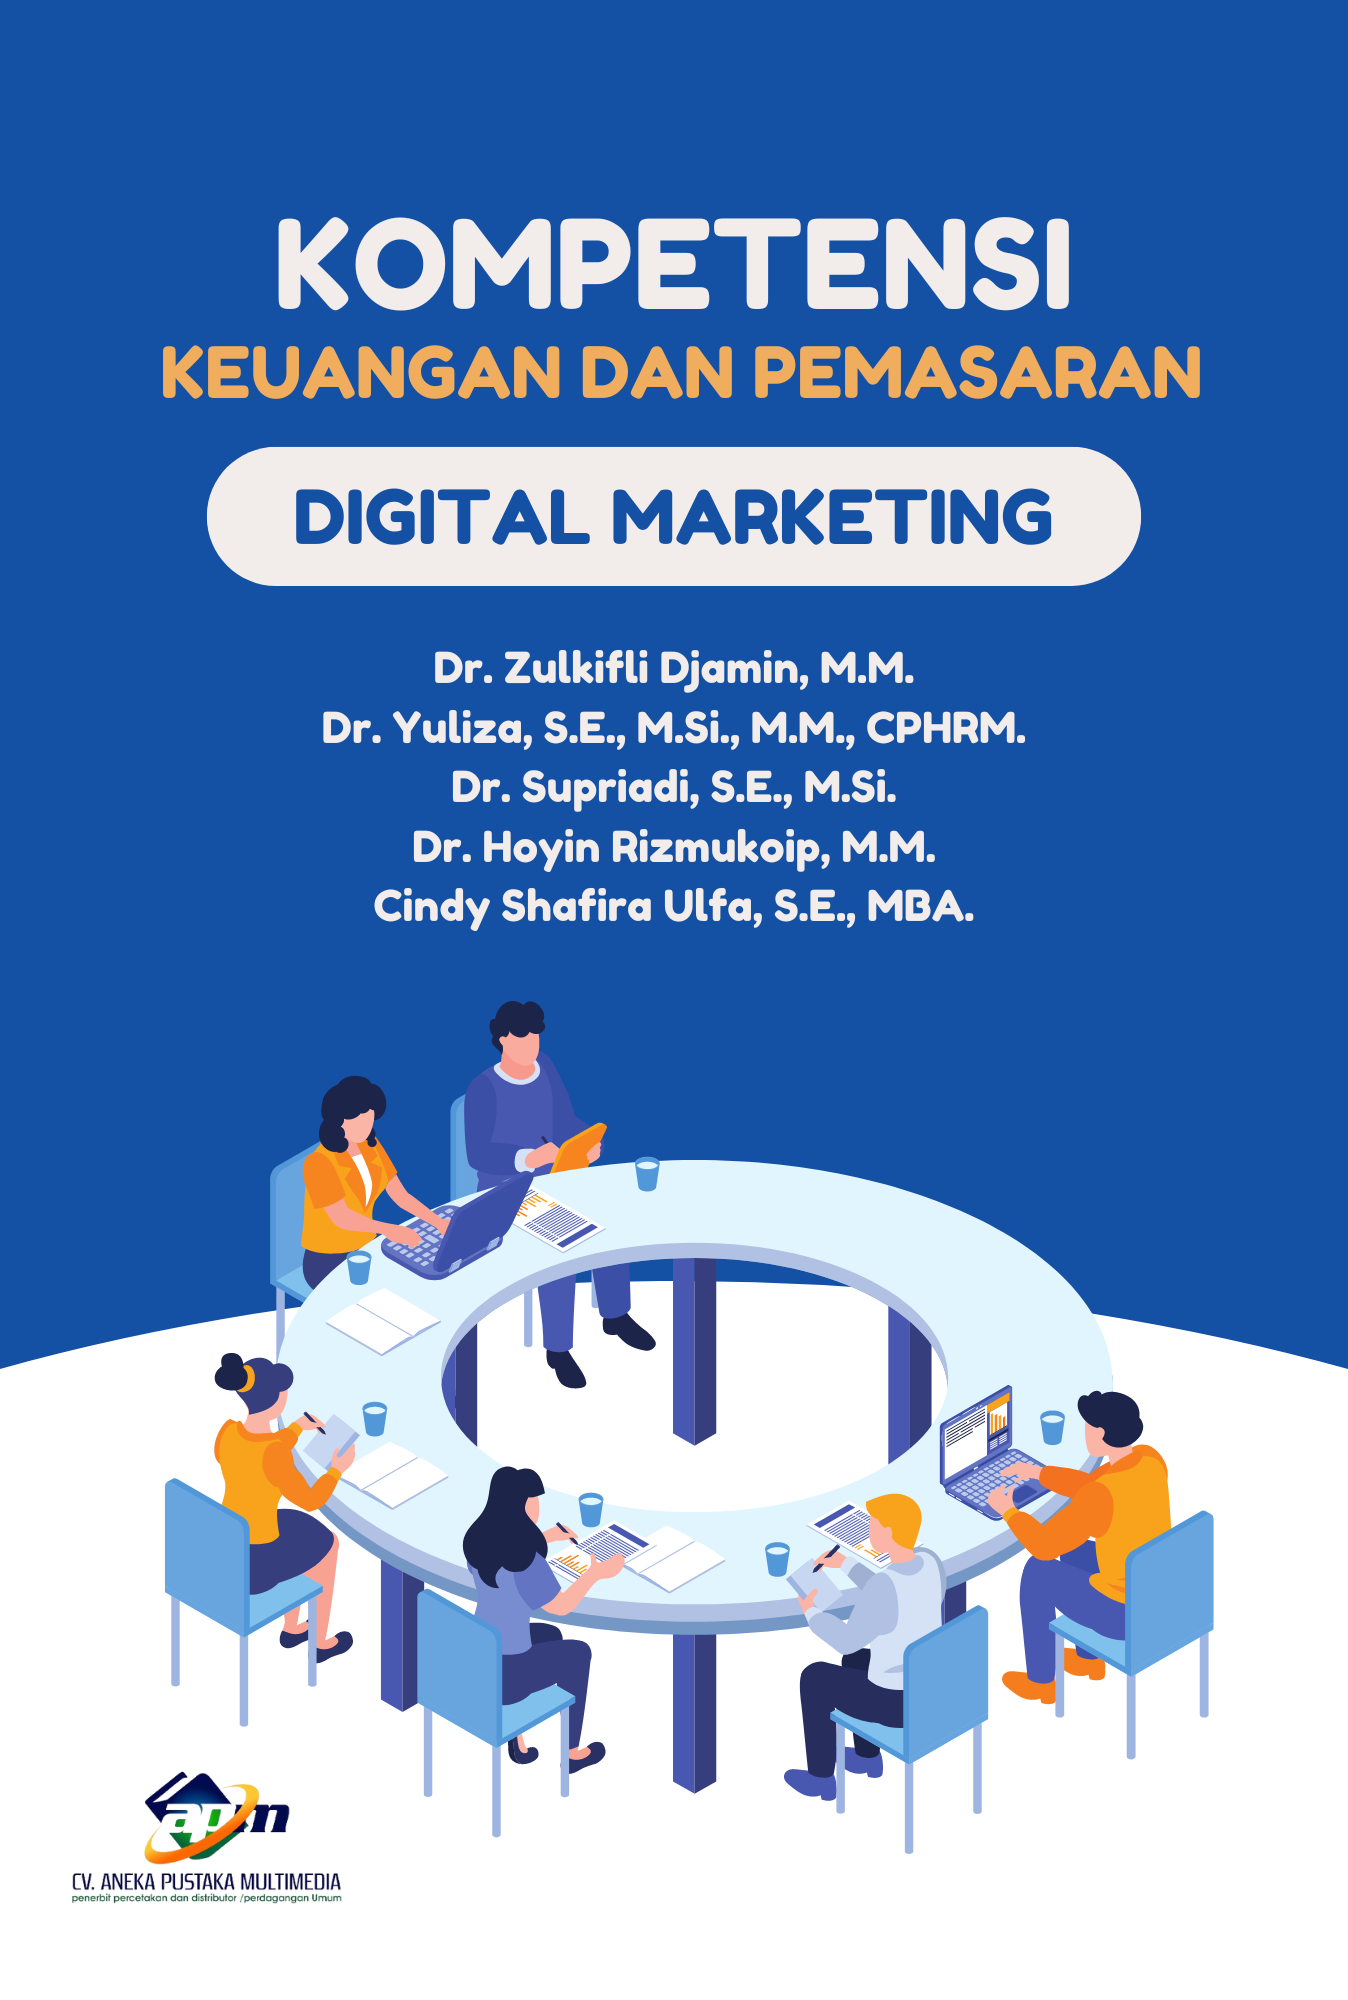 KOMPETENSI
KEUANGAN DAN PEMASARAN
DIGITAL MARKETING
Dr. Zulkifli Djamin, M.M.
Dr. Yuliza, S.E., M.Si., M.M., CPHRM.
Dr. Supriadi, S.E., M.Si.
Dr. Hoyin Rizmukoip, M.M.
Cindy Shafira Ulfa, S.E., MBA.
apm
CV. ANEKA PUSTAKA MULTIMEDIA
penerbit percetakan dan distributor /perdagangan Umum